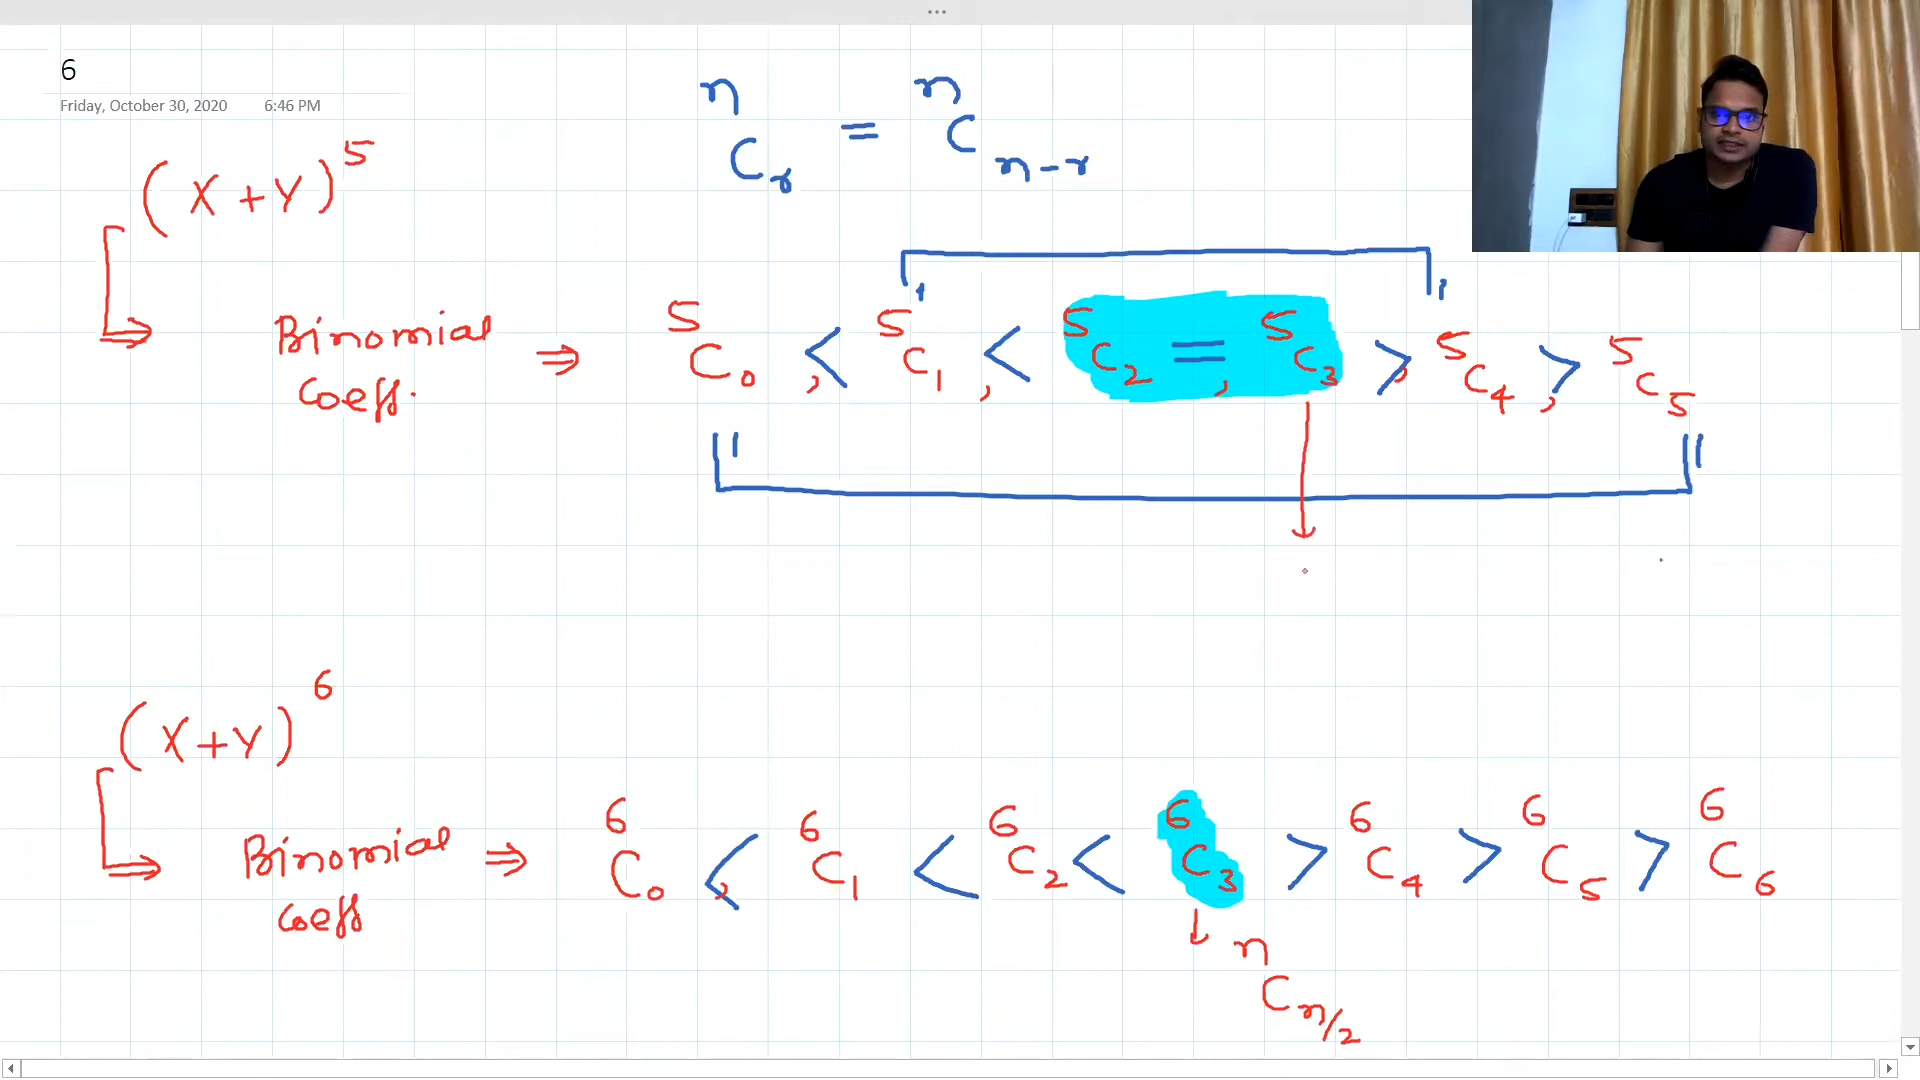 6
Friday, October 30, 2020 6:46 PM
ⁿCᵣ = ⁿCₙ₋ᵣ
(X+Y)⁵
Binomial Coeff. ⇒ ⁵C₀ , < ⁵C₁ , < ⁵C₂ = , ⁵C₃ > , ⁵C₄ , > ⁵C₅
(X+Y)⁶
Binomial Coeff ⇒ ⁶C₀ , < ⁶C₁ < ⁶C₂ < ⁶C₃ > ⁶C₄ > ⁶C₅ > ⁶C₆
↓ ⁿC n/2